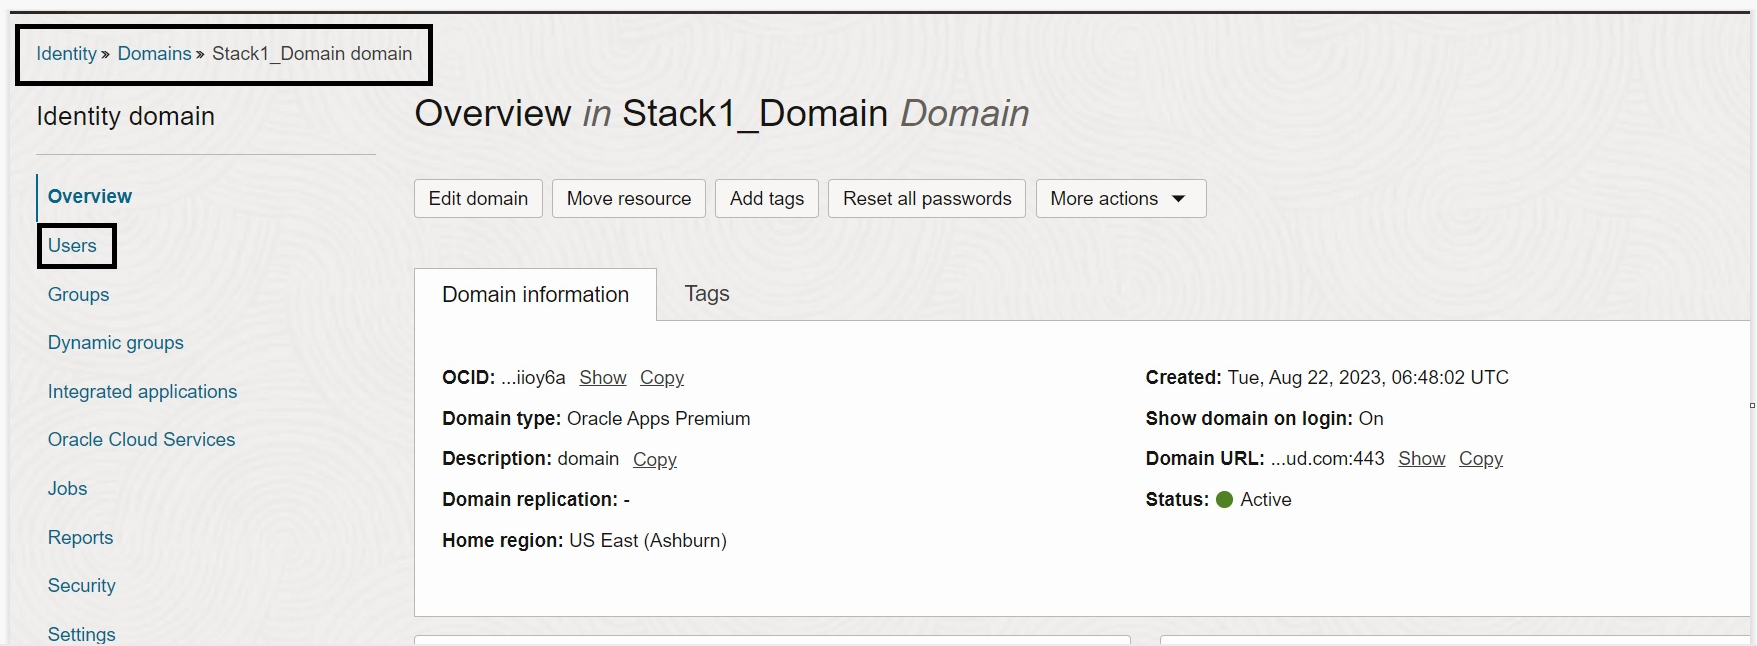 Identity » Domains » Stack1_Domain domain
Identity domain
Overview
Users
Groups
Dynamic groups
Integrated applications
Oracle Cloud Services
Jobs
Reports
Security
Settings
Overview in Stack1_Domain Domain
Edit domain Move resource Add tags Reset all passwords More actions
Domain information Tags
OCID: ...iioy6a Show Copy
Domain type: Oracle Apps Premium
Description: domain Copy
Domain replication: -
Home region: US East (Ashburn)
Created: Tue, Aug 22, 2023, 06:48:02 UTC
Show domain on login: On
Domain URL: ...ud.com:443 Show Copy
Status: Active